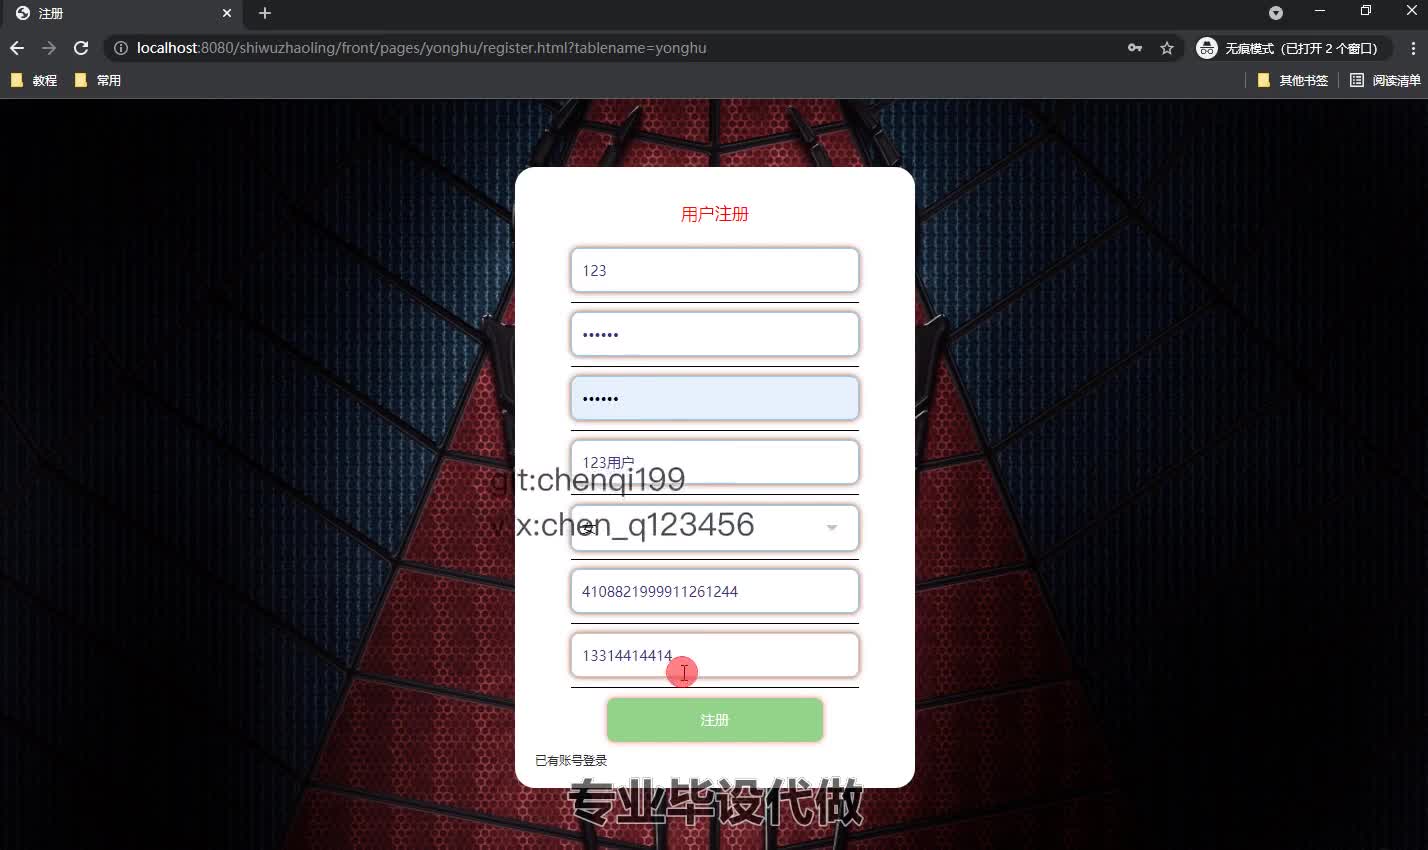 注册
localhost:8080/shiwuzhaoling/front/pages/yonghu/register.html?tablename=yonghu
无痕模式（已打开 2 个窗口）
教程
常用
其他书签
阅读清单
用户注册
123
••••••
••••••
123用户
git:chenqi199
wx:chen_q123456
女
4108821999911261244
13314414414
注册
已有账号登录
专业毕设代做